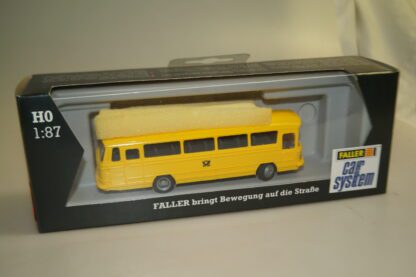 H0
1:87
FALLER
car
system
FALLER bringt Bewegung auf die Straße